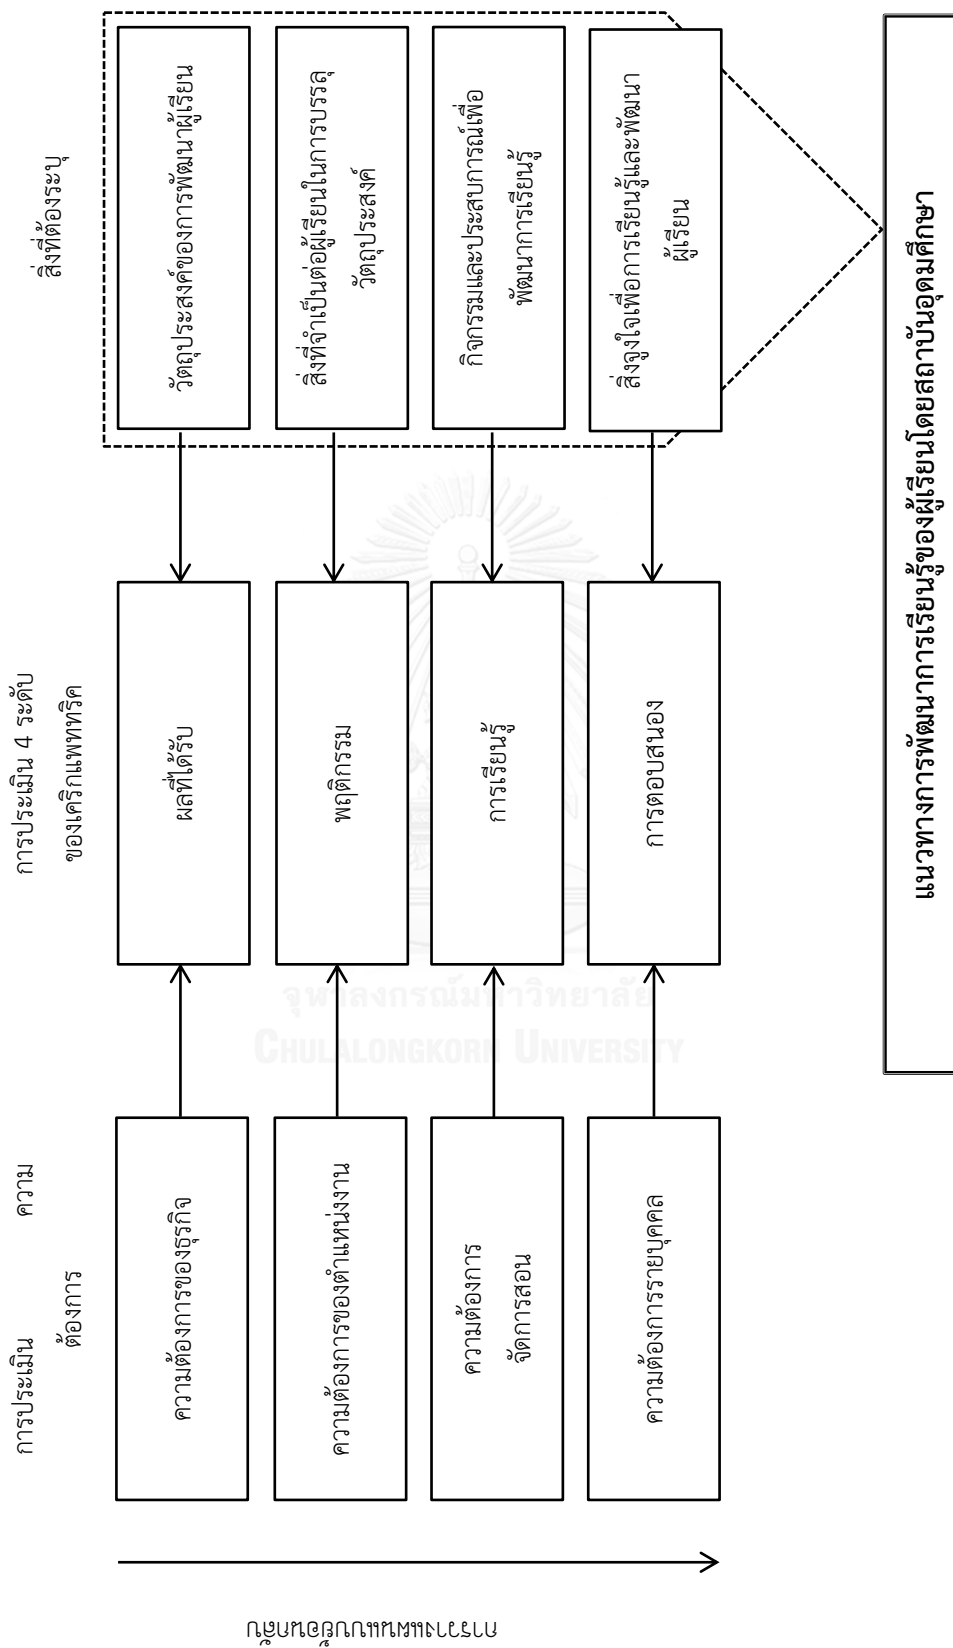 การประเมิน ความ
ต้องการ
การประเมิน 4 ระดับ
ของเคริกแพททริค
สิ่งที่ต้องระบุ
ความต้องการของธุรกิจ
ผลที่ได้รับ
วัตถุประสงค์ของการพัฒนาผู้เรียน
ความต้องการของตำแหน่งงาน
พฤติกรรม
สิ่งที่จำเป็นต่อผู้เรียนในการบรรลุ
วัตถุประสงค์
ความต้องการ
จัดการสอน
การเรียนรู้
กิจกรรมและประสบการณ์เพื่อ
พัฒนาการเรียนรู้
ความต้องการรายบุคคล
การตอบสนอง
สิ่งจูงใจเพื่อการเรียนรู้และพัฒนา
ผู้เรียน
การวางแผนแบบย้อนกลับ
แนวทางการพัฒนาการเรียนรู้ของผู้เรียนโดยสถาบันอุดมศึกษา
จุฬาลงกรณ์มหาวิทยาลัย
CHULALONGKORN UNIVERSITY